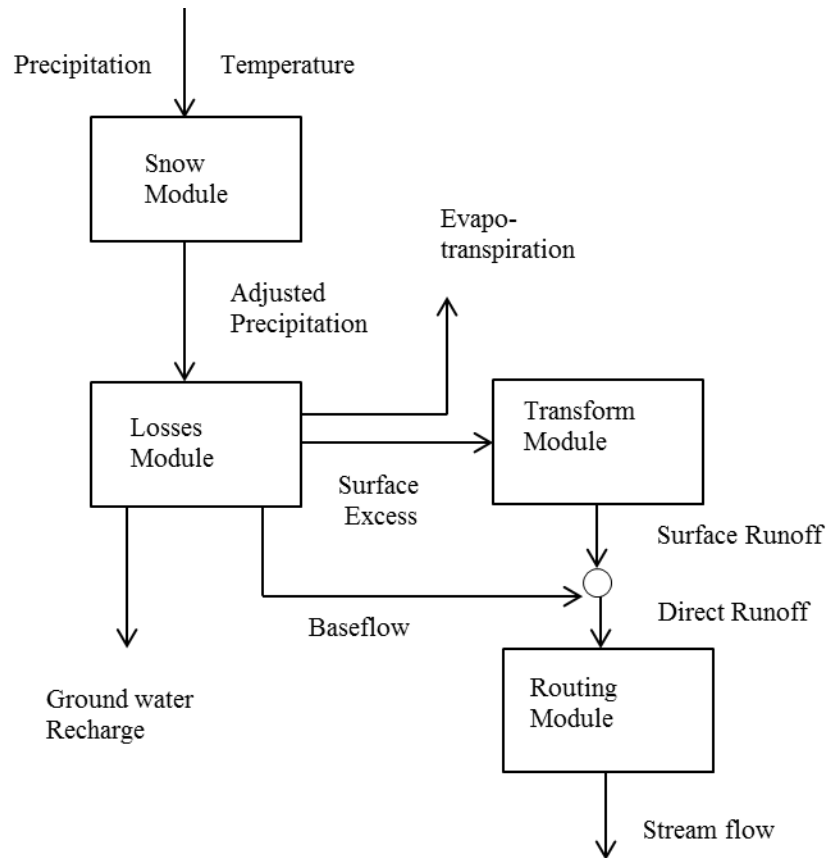 Precipitation
Temperature
Snow
Module
Evapo-
transpiration
Adjusted
Precipitation
Losses
Module
Transform
Module
Surface
Excess
Surface Runoff
Baseflow
Direct Runoff
Ground water
Recharge
Routing
Module
Stream flow